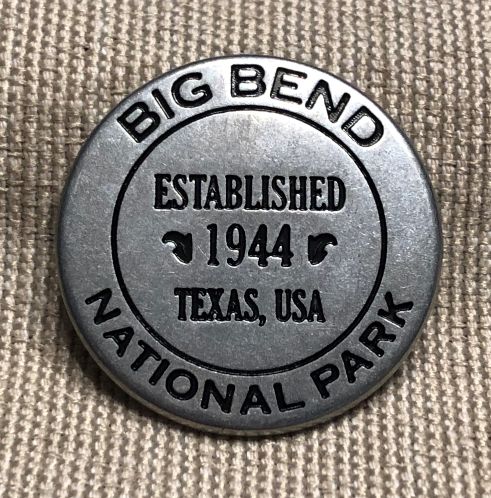 BIG BEND
ESTABLISHED
1944
TEXAS, USA
NATIONAL PARK